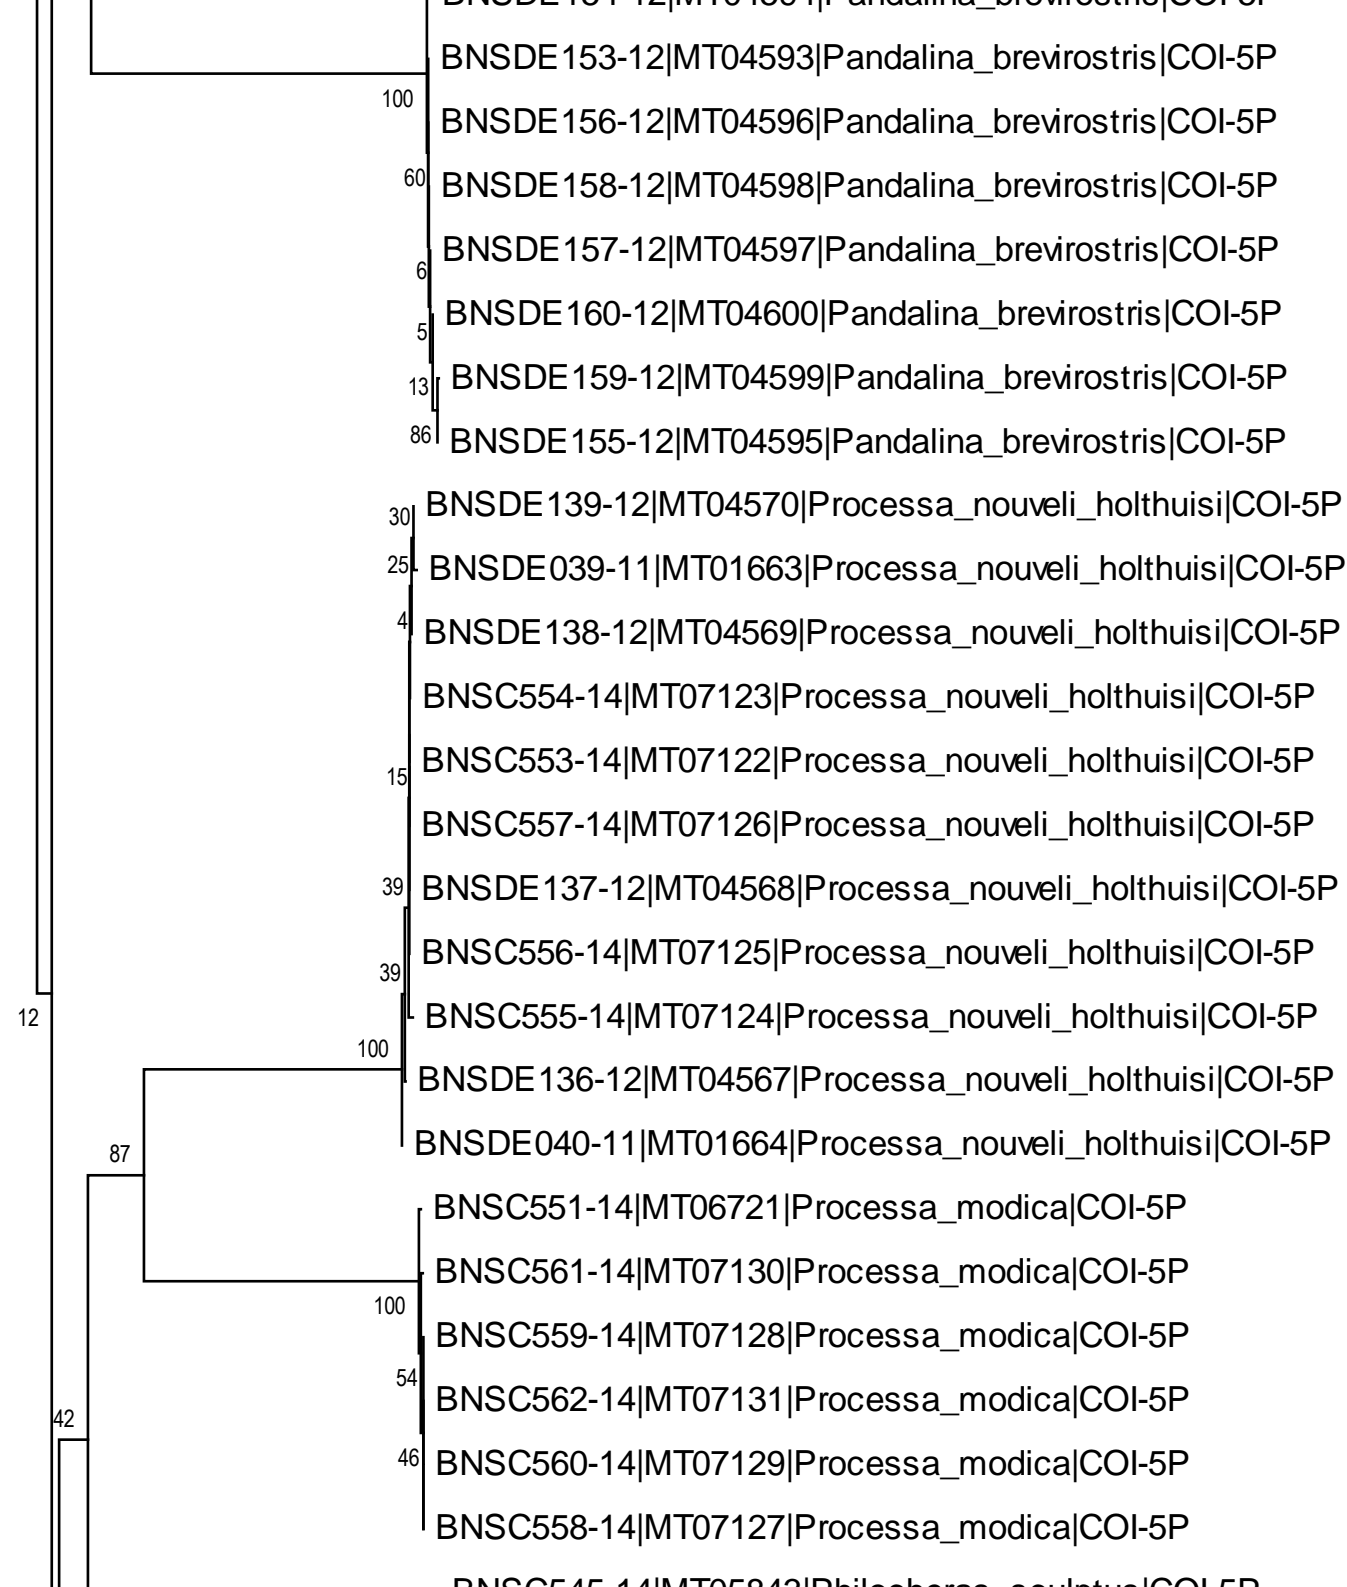 BNSDE153-12|MT04593|Pandalina_brevirostris|COI-5P
100
BNSDE156-12|MT04596|Pandalina_brevirostris|COI-5P
60
BNSDE158-12|MT04598|Pandalina_brevirostris|COI-5P
BNSDE157-12|MT04597|Pandalina_brevirostris|COI-5P
6
BNSDE160-12|MT04600|Pandalina_brevirostris|COI-5P
5
BNSDE159-12|MT04599|Pandalina_brevirostris|COI-5P
13
86
BNSDE155-12|MT04595|Pandalina_brevirostris|COI-5P
BNSDE139-12|MT04570|Processa_nouveli_holthuisi|COI-5P
30
25
BNSDE039-11|MT01663|Processa_nouveli_holthuisi|COI-5P
4
BNSDE138-12|MT04569|Processa_nouveli_holthuisi|COI-5P
BNSC554-14|MT07123|Processa_nouveli_holthuisi|COI-5P
BNSC553-14|MT07122|Processa_nouveli_holthuisi|COI-5P
15
BNSC557-14|MT07126|Processa_nouveli_holthuisi|COI-5P
39
BNSDE137-12|MT04568|Processa_nouveli_holthuisi|COI-5P
BNSC556-14|MT07125|Processa_nouveli_holthuisi|COI-5P
39
BNSC555-14|MT07124|Processa_nouveli_holthuisi|COI-5P
12
100
BNSDE136-12|MT04567|Processa_nouveli_holthuisi|COI-5P
BNSDE040-11|MT01664|Processa_nouveli_holthuisi|COI-5P
87
BNSC551-14|MT06721|Processa_modica|COI-5P
BNSC561-14|MT07130|Processa_modica|COI-5P
100
BNSC559-14|MT07128|Processa_modica|COI-5P
54
BNSC562-14|MT07131|Processa_modica|COI-5P
42
46
BNSC560-14|MT07129|Processa_modica|COI-5P
BNSC558-14|MT07127|Processa_modica|COI-5P